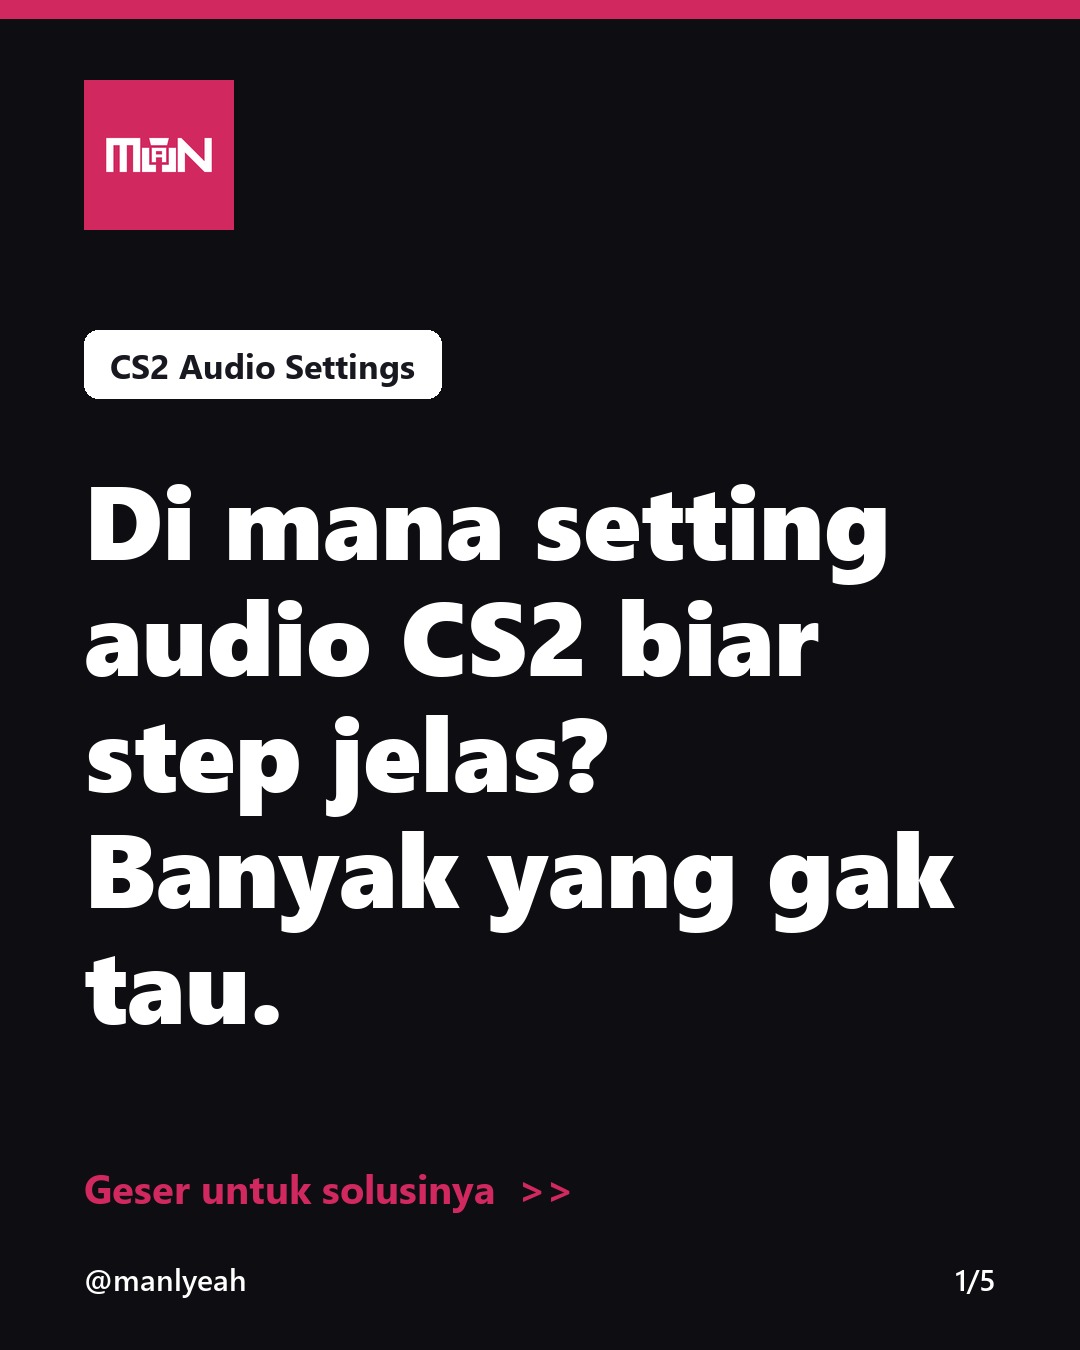 MAN
CS2 Audio Settings
Di mana setting
audio CS2 biar
step jelas?
Banyak yang gak
tau.
Geser untuk solusinya >>
@manlyeah
1/5